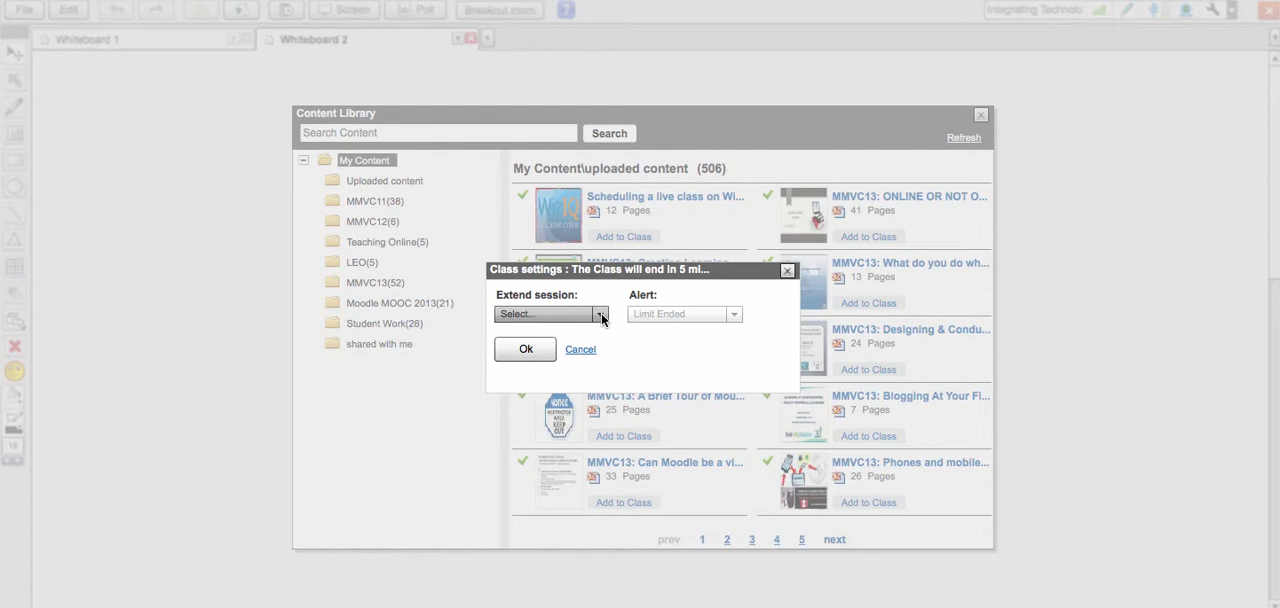 File Edit Screen Poll Breakout room ? Integrating Technolo
Whiteboard 1 Whiteboard 2
Content Library
Search Content Search
Refresh
My Content
Uploaded content
MMVC11(38)
MMVC12(6)
Teaching Online(5)
LEO(5)
MMVC13(52)
Moodle MOOC 2013(21)
Student Work(28)
shared with me
My Content\uploaded content (506)
Scheduling a live class on Wi...
12 Pages
Add to Class
MMVC13: ONLINE OR NOT O...
41 Pages
Add to Class
MMVC13: What do you do wh...
13 Pages
Add to Class
Class settings : The Class will end in 5 mi...
Extend session: Alert:
Select... Limit Ended
Ok Cancel
MMVC13: Designing & Condu...
24 Pages
Add to Class
MMVC13: A Brief Tour of Mou...
25 Pages
Add to Class
MMVC13: Blogging At Your Fi...
7 Pages
Add to Class
MMVC13: Can Moodle be a vi...
33 Pages
Add to Class
MMVC13: Phones and mobile...
26 Pages
Add to Class
prev 1 2 3 4 5 next